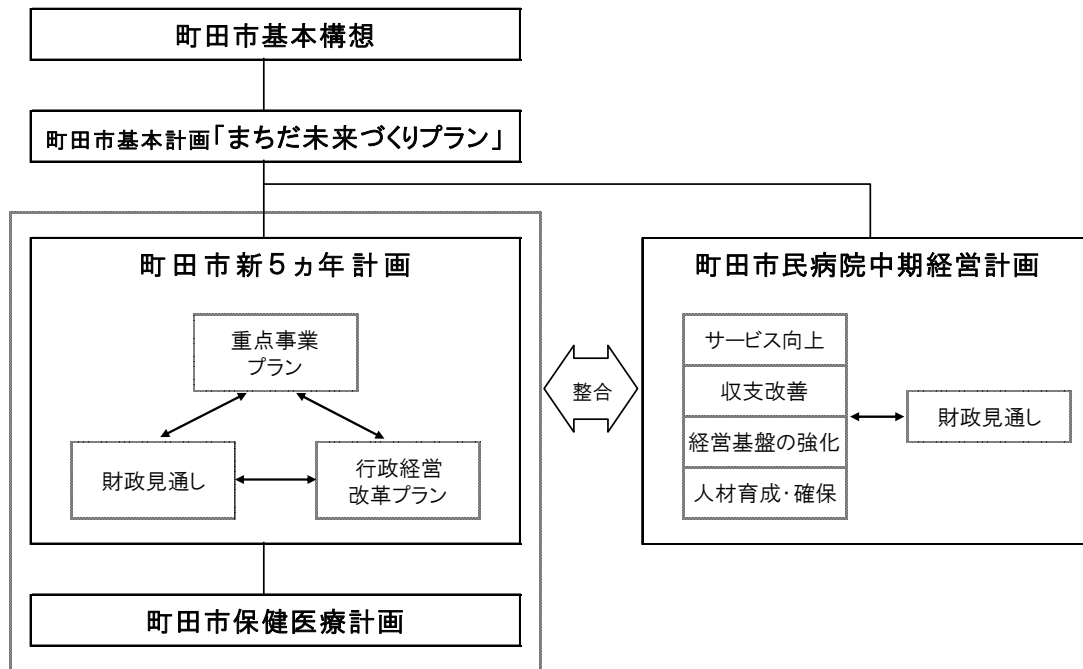 町田市基本構想
町田市基本計画「まちだ未来づくりプラン」
町田市新5ヵ年計画
重点事業
プラン
財政見通し
行政経営
改革プラン
町田市保健医療計画
整合
町田市民病院中期経営計画
サービス向上
収支改善
経営基盤の強化
人材育成・確保
財政見通し